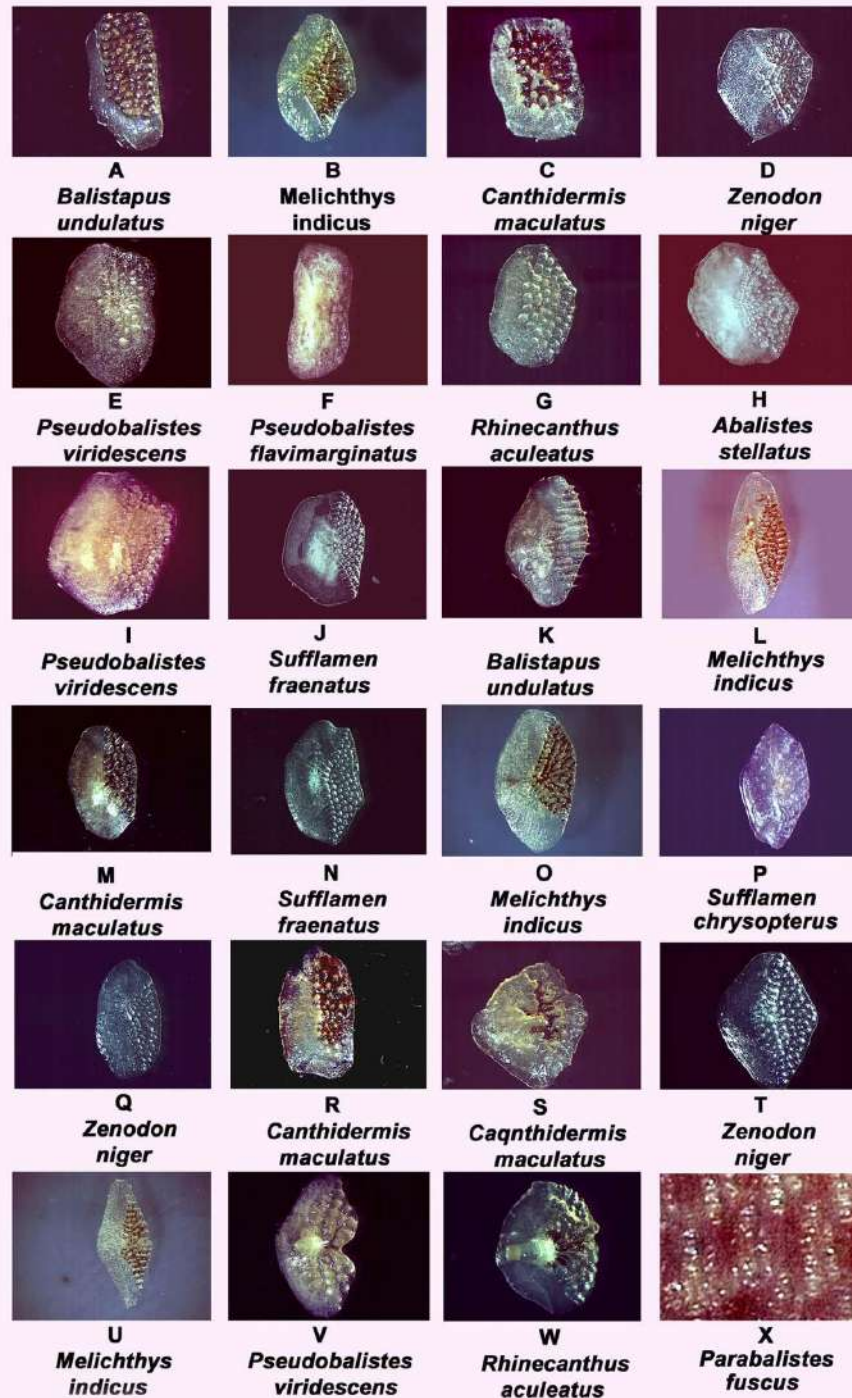 A
B
C
D
Balistapus
undulatus
Melichthys
indicus
Canthidermis
maculatus
Zenodon
niger
E
F
G
H
Pseudobalistes
viridescens
Pseudobalistes
flavimarginatus
Rhinecanthus
aculeatus
Abalistes
stellatus
I
J
K
L
Pseudobalistes
viridescens
Sufflamen
fraenatus
Balistapus
undulatus
Melichthys
indicus
M
N
O
P
Canthidermis
maculatus
Sufflamen
fraenatus
Melichthys
indicus
Sufflamen
chrysopterus
Q
R
S
T
Zenodon
niger
Canthidermis
maculatus
Caqnthidermis
maculatus
Zenodon
niger
U
V
W
X
Melichthys
indicus
Pseudobalistes
viridescens
Rhinecanthus
aculeatus
Parabalistes
fuscus